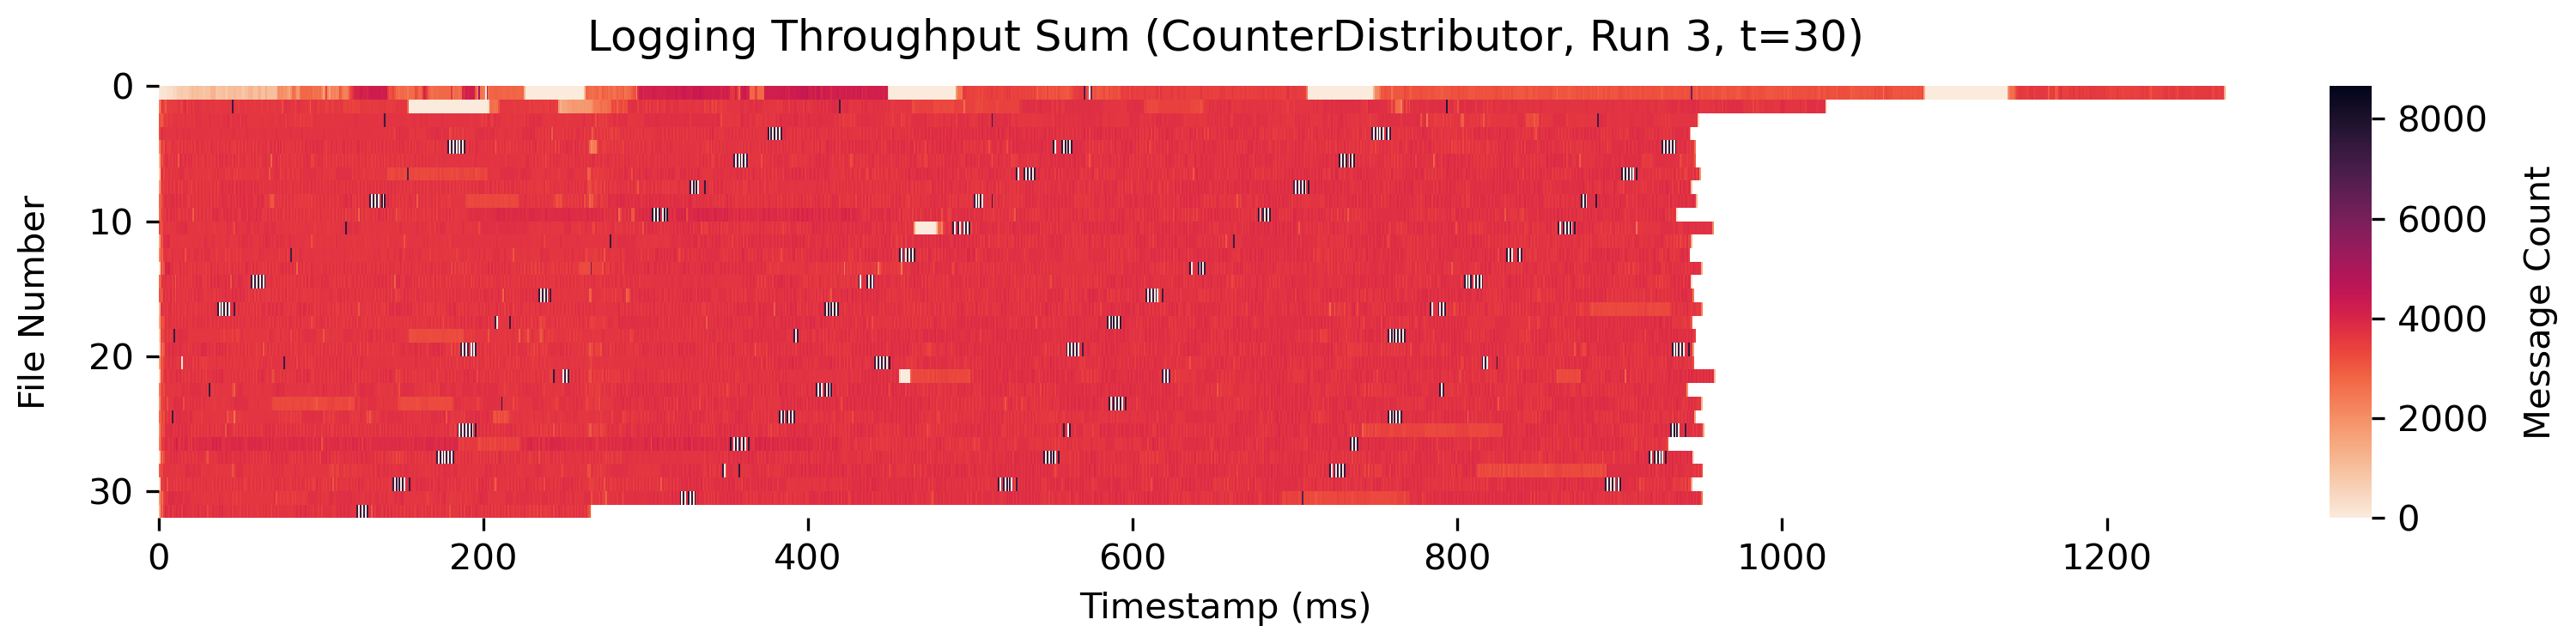 Logging Throughput Sum (CounterDistributor, Run 3, t=30)
0
10
20
30
File Number
0 200 400 600 800 1000 1200
Timestamp (ms)
8000
6000
4000
2000
0
Message Count